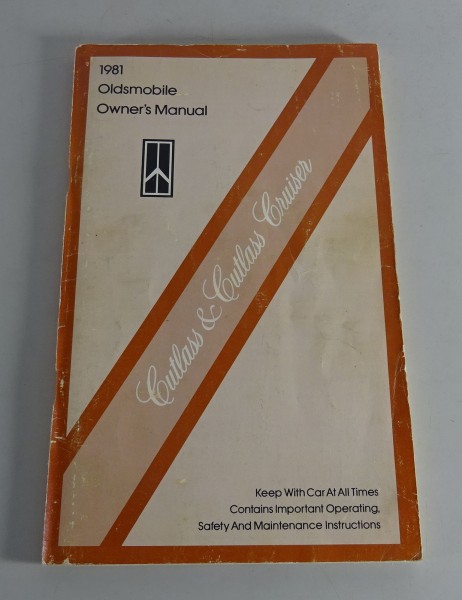 1981
Oldsmobile
Owner's Manual
Cutlass & Cutlass Cruiser
Keep With Car At All Times
Contains Important Operating,
Safety And Maintenance Instructions